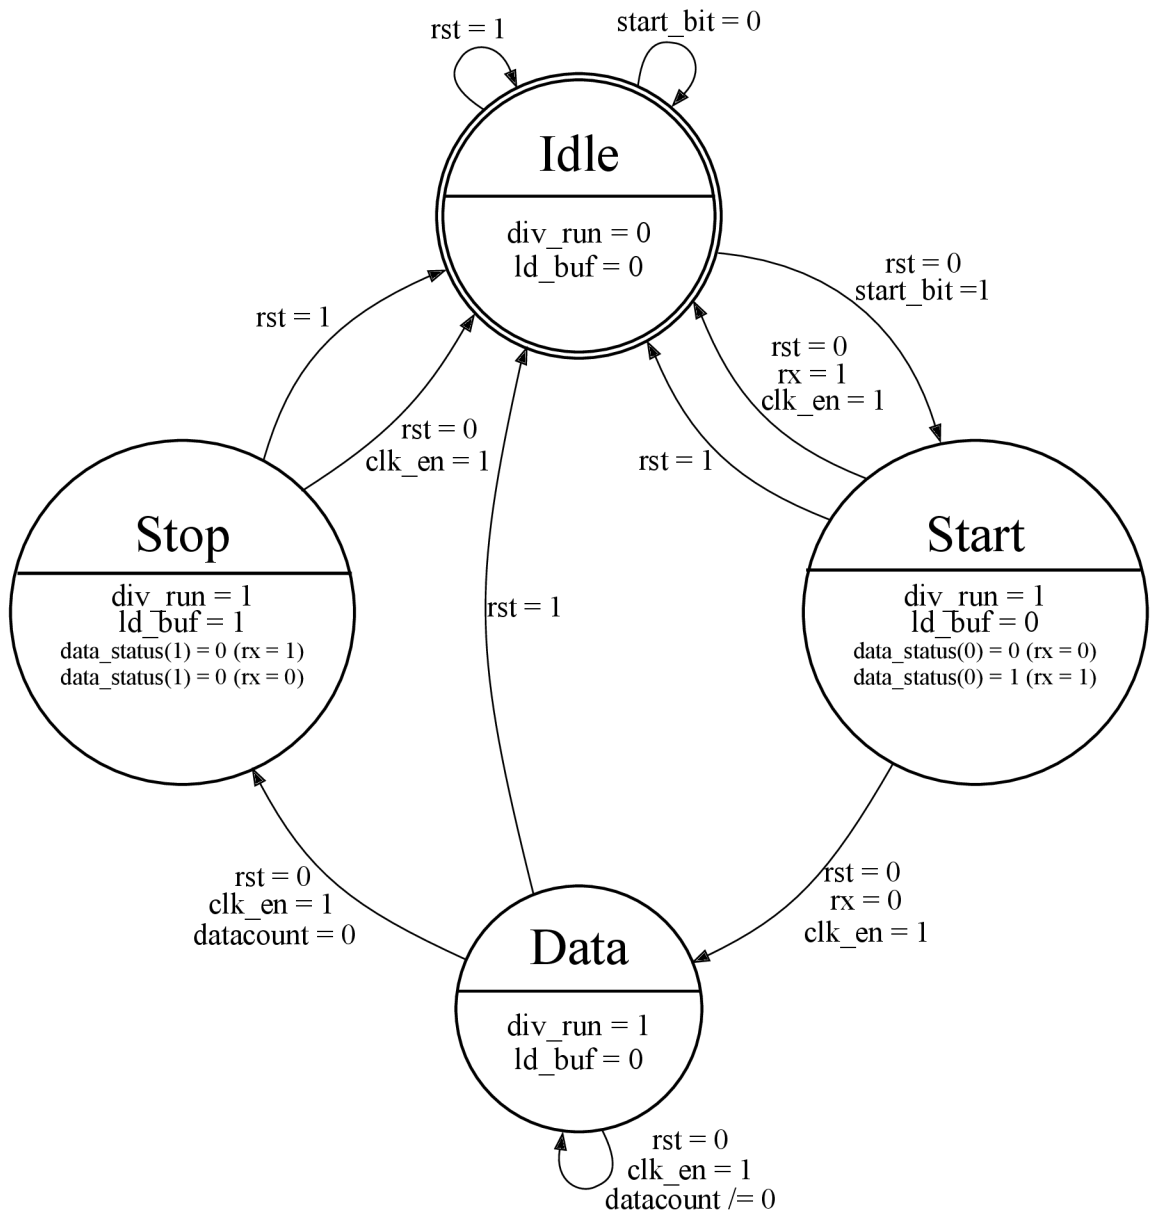 rst = 1
start_bit = 0
Idle
div_run = 0
ld_buf = 0
rst = 0
start_bit =1
rst = 1
rst = 0
rx = 1
clk_en = 1
rst = 0
clk_en = 1
rst = 1
Stop
div_run = 1
ld_buf = 1
data_status(1) = 0 (rx = 1)
data_status(1) = 0 (rx = 0)
rst = 1
Start
div_run = 1
ld_buf = 0
data_status(0) = 0 (rx = 0)
data_status(0) = 1 (rx = 1)
rst = 0
clk_en = 1
datacount = 0
rst = 0
rx = 0
clk_en = 1
Data
div_run = 1
ld_buf = 0
rst = 0
clk_en = 1
datacount /= 0